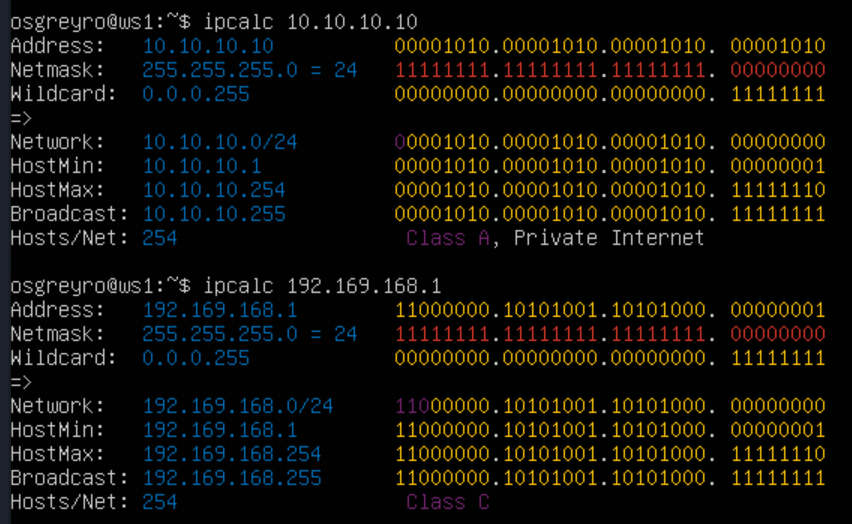 osgreyro@ws1:~$ ipcalc 10.10.10.10
Address:   10.10.10.10          00001010.00001010.00001010. 00001010
Netmask:   255.255.255.0 = 24   11111111.11111111.11111111. 00000000
Wildcard:  0.0.0.255            00000000.00000000.00000000. 11111111
=>
Network:   10.10.10.0/24        00001010.00001010.00001010. 00000000
HostMin:   10.10.10.1           00001010.00001010.00001010. 00000001
HostMax:   10.10.10.254         00001010.00001010.00001010. 11111110
Broadcast: 10.10.10.255         00001010.00001010.00001010. 11111111
Hosts/Net: 254                   Class A, Private Internet
osgreyro@ws1:~$ ipcalc 192.169.168.1
Address:   192.169.168.1        11000000.10101001.10101000. 00000001
Netmask:   255.255.255.0 = 24   11111111.11111111.11111111. 00000000
Wildcard:  0.0.0.255            00000000.00000000.00000000. 11111111
=>
Network:   192.169.168.0/24     11000000.10101001.10101000. 00000000
HostMin:   192.169.168.1        11000000.10101001.10101000. 00000001
HostMax:   192.169.168.254      11000000.10101001.10101000. 11111110
Broadcast: 192.169.168.255      11000000.10101001.10101000. 11111111
Hosts/Net: 254                   Class C